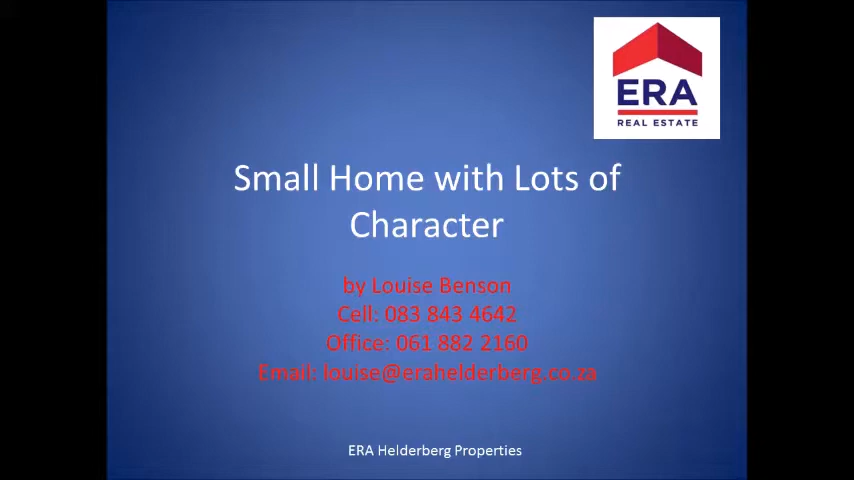 ERA
REAL ESTATE
Small Home with Lots of
Character
by Louise Benson
Cell: 083 843 4642
Office: 061 882 2160
Email: louise@erahelderberg.co.za
ERA Helderberg Properties